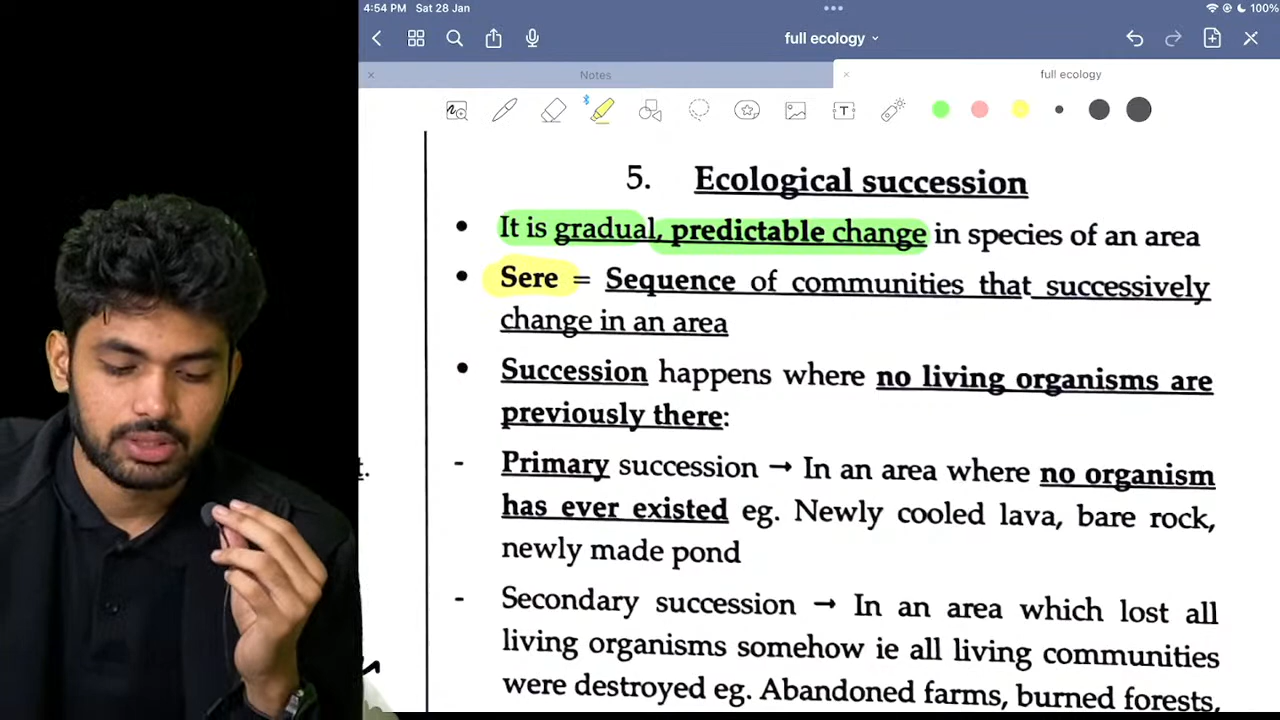 4:54 PM Sat 28 Jan
100%
full ecology
Notes
full ecology
T
5. Ecological succession
• It is gradual, predictable change in species of an area
• Sere = Sequence of communities that successively
change in an area
• Succession happens where no living organisms are
previously there:
- Primary succession → In an area where no organism
has ever existed eg. Newly cooled lava, bare rock,
newly made pond
- Secondary succession → In an area which lost all
living organisms somehow ie all living communities
were destroyed eg. Abandoned farms, burned forests,